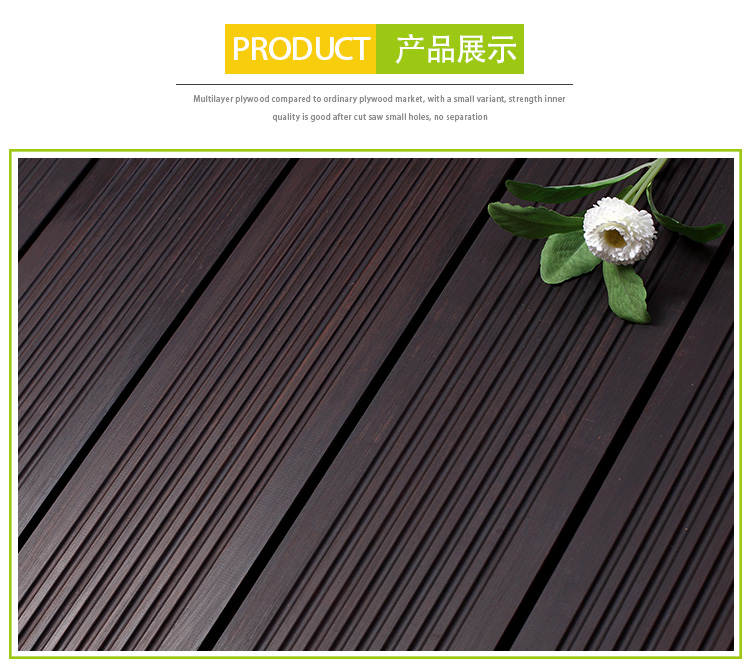 PRODUCT 产品展示
Multilayer plywood compared to ordinary plywood market, with a small variant, strength inner
quality is good after cut saw small holes, no separation